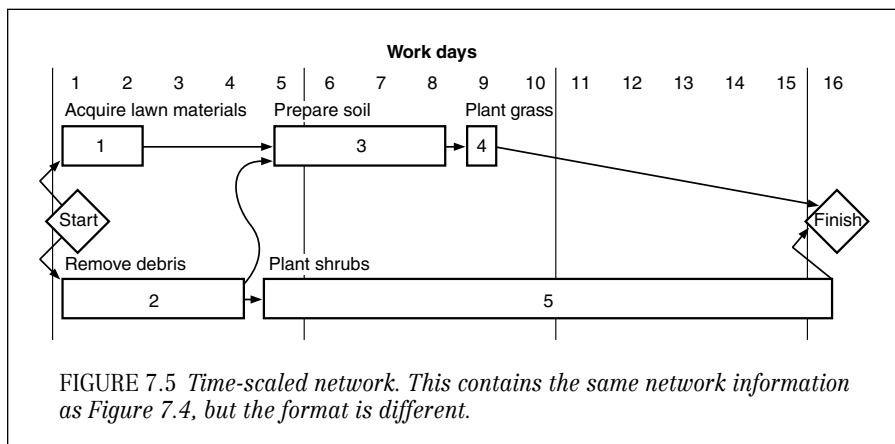 Work days
1 2 3 4 5 6 7 8 9 10 11 12 13 14 15 16
Acquire lawn materials Prepare soil Plant grass
1 3 4
Start Finish
Remove debris Plant shrubs
2 5
FIGURE 7.5 Time-scaled network. This contains the same network information
as Figure 7.4, but the format is different.